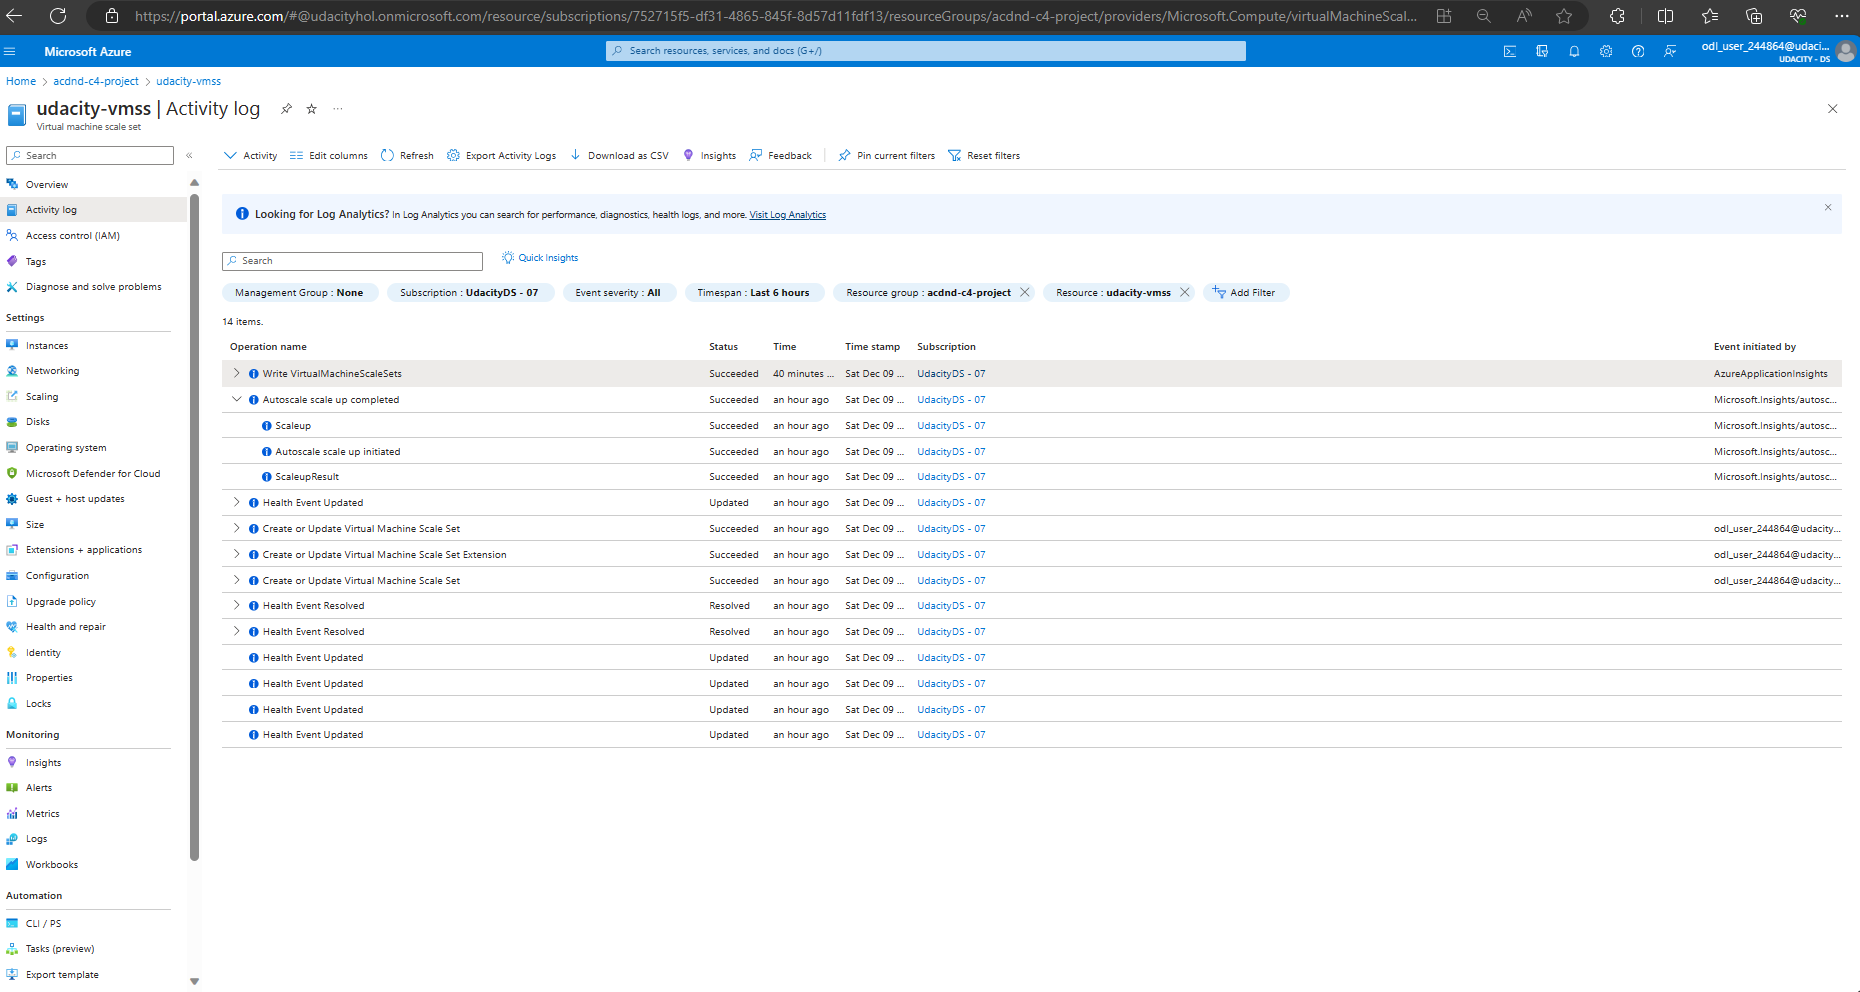 https://portal.azure.com/#@udacityhol.onmicrosoft.com/resource/subscriptions/752715f5-df31-4865-845f-8d57d11fdf13/resourceGroups/acdnd-c4-project/providers/Microsoft.Compute/virtualMachineScal...
Microsoft Azure
Search resources, services, and docs (G+/)
odl_user_244864@udaci...
UDACITY - DS
Home > acdnd-c4-project > udacity-vmss
udacity-vmss | Activity log
Virtual machine scale set
Search
Overview
Activity log
Access control (IAM)
Tags
Diagnose and solve problems
Settings
Instances
Networking
Scaling
Disks
Operating system
Microsoft Defender for Cloud
Guest + host updates
Size
Extensions + applications
Configuration
Upgrade policy
Health and repair
Identity
Properties
Locks
Monitoring
Insights
Alerts
Metrics
Logs
Workbooks
Automation
CLI / PS
Tasks (preview)
Export template
Activity Edit columns Refresh Export Activity Logs Download as CSV Insights Feedback Pin current filters Reset filters
Looking for Log Analytics? In Log Analytics you can search for performance, diagnostics, health logs, and more. Visit Log Analytics
Search Quick Insights
Management Group : None Subscription : UdacityDS - 07 Event severity : All Timespan : Last 6 hours Resource group : acdnd-c4-project Resource : udacity-vmss Add Filter
14 items.
Operation name Status Time Time stamp Subscription Event initiated by
Write VirtualMachineScaleSets Succeeded 40 minutes ... Sat Dec 09 ... UdacityDS - 07 AzureApplicationInsights
Autoscale scale up completed Succeeded an hour ago Sat Dec 09 ... UdacityDS - 07 Microsoft.Insights/autosc...
Scaleup Succeeded an hour ago Sat Dec 09 ... UdacityDS - 07 Microsoft.Insights/autosc...
Autoscale scale up initiated Succeeded an hour ago Sat Dec 09 ... UdacityDS - 07 Microsoft.Insights/autosc...
ScaleupResult Succeeded an hour ago Sat Dec 09 ... UdacityDS - 07 Microsoft.Insights/autosc...
Health Event Updated Updated an hour ago Sat Dec 09 ... UdacityDS - 07
Create or Update Virtual Machine Scale Set Succeeded an hour ago Sat Dec 09 ... UdacityDS - 07 odl_user_244864@udacity...
Create or Update Virtual Machine Scale Set Extension Succeeded an hour ago Sat Dec 09 ... UdacityDS - 07 odl_user_244864@udacity...
Create or Update Virtual Machine Scale Set Succeeded an hour ago Sat Dec 09 ... UdacityDS - 07 odl_user_244864@udacity...
Health Event Resolved Resolved an hour ago Sat Dec 09 ... UdacityDS - 07
Health Event Resolved Resolved an hour ago Sat Dec 09 ... UdacityDS - 07
Health Event Updated Updated an hour ago Sat Dec 09 ... UdacityDS - 07
Health Event Updated Updated an hour ago Sat Dec 09 ... UdacityDS - 07
Health Event Updated Updated an hour ago Sat Dec 09 ... UdacityDS - 07
Health Event Updated Updated an hour ago Sat Dec 09 ... UdacityDS - 07